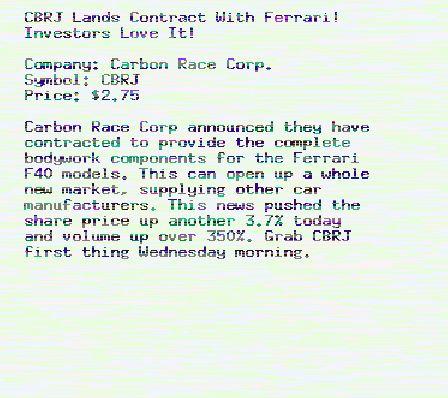 CBRJ Lands Contract With Ferrari!
Investors Love It!
Company: Carbon Race Corp.
Symbol: CBRJ
Price: $2.75
Carbon Race Corp announced they have
contracted to provide the complete
bodywork components for the Ferrari
F40 models. This can open up a whole
new market, supplying other car
manufacturers. This news pushed the
share price up another 3.7% today
and volume up over 350%. Grab CBRJ
first thing Wednesday morning.